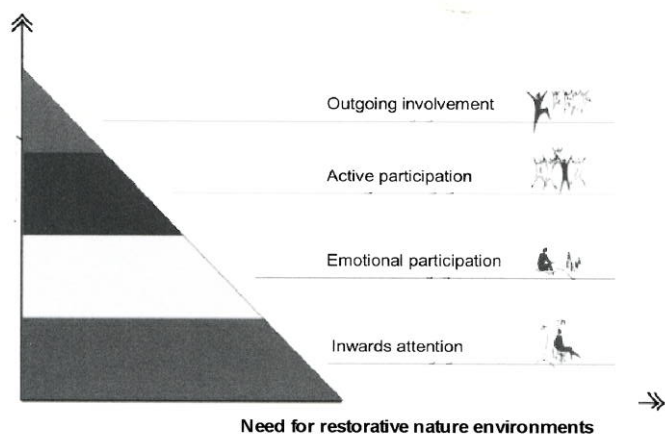 Outgoing involvement
Active participation
Emotional participation
Inwards attention
Need for restorative nature environments